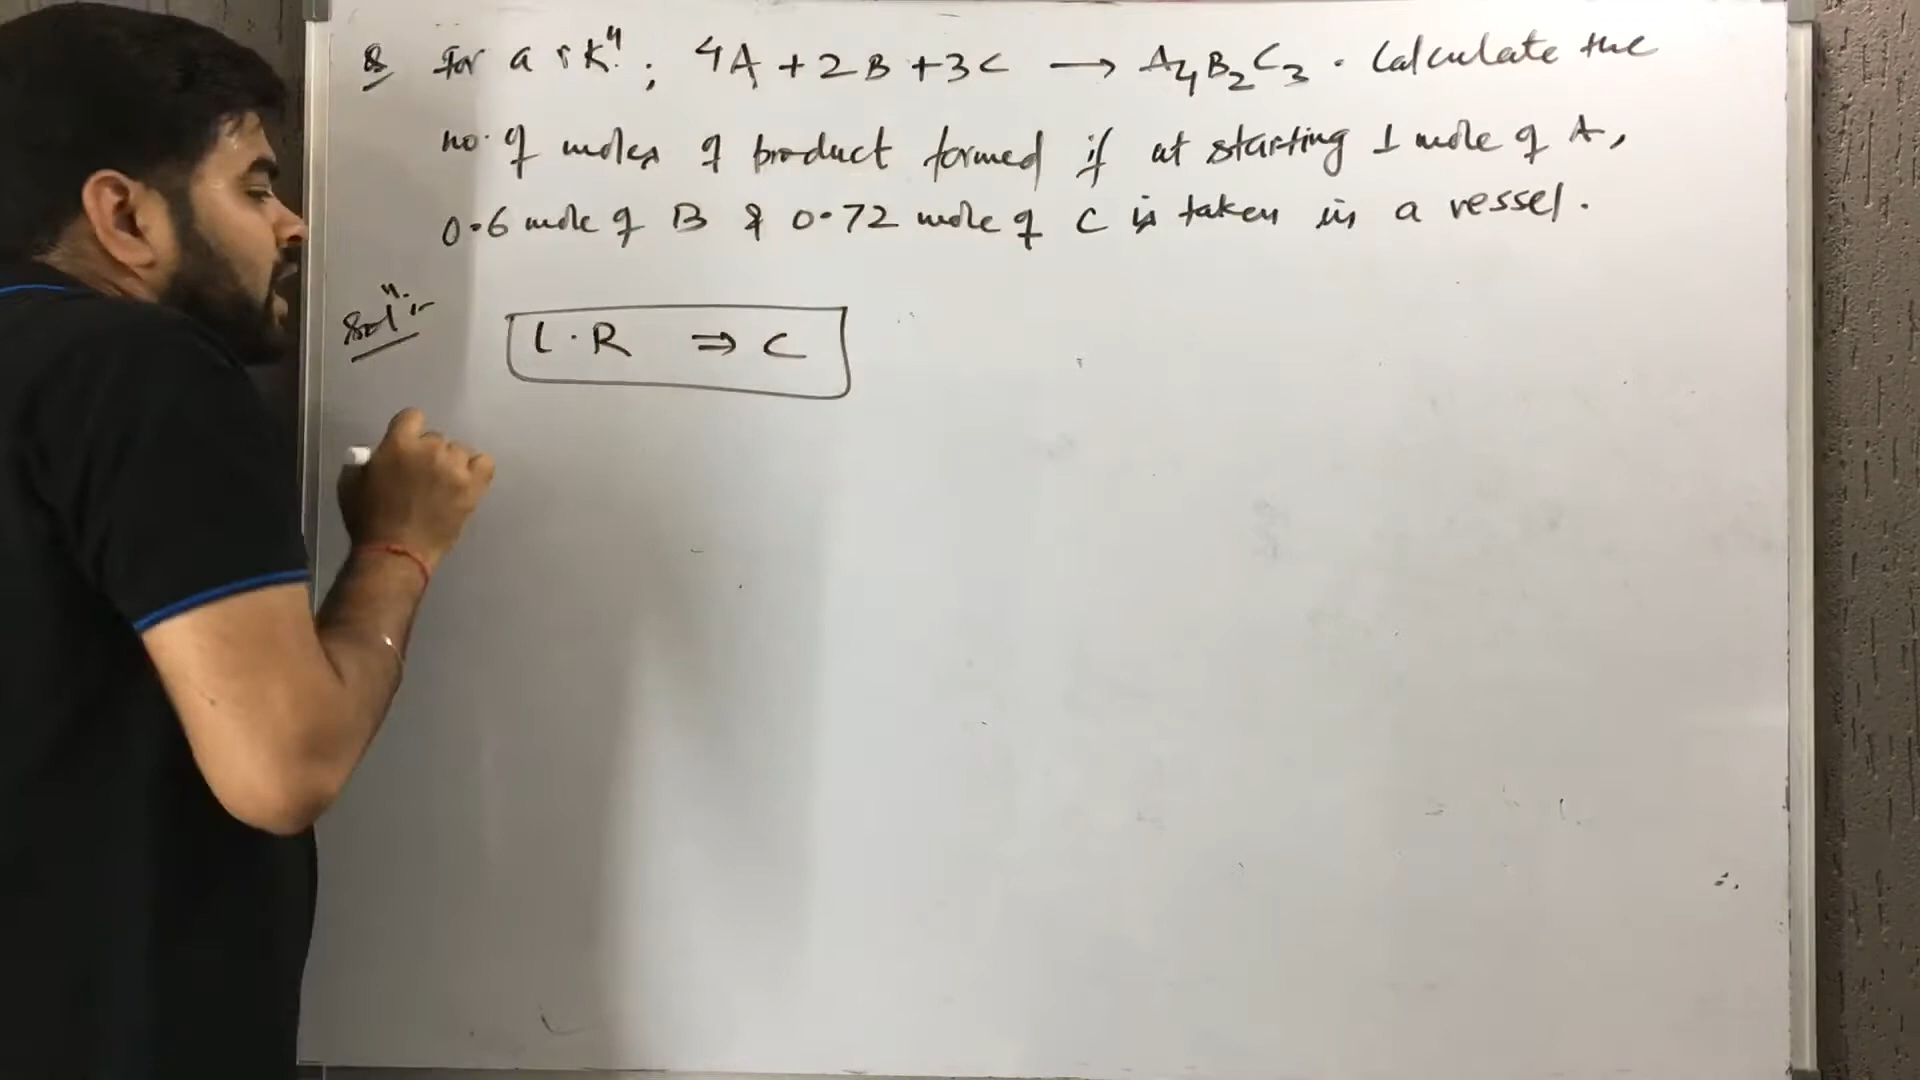 Q for a rxn; 4A + 2B + 3C → A4B2C3. Calculate the
no. of moles of product formed if at starting 1 mole of A,
0.6 mole of B & 0.72 mole of C is taken in a vessel.
Soln:-
L.R ⇒ C